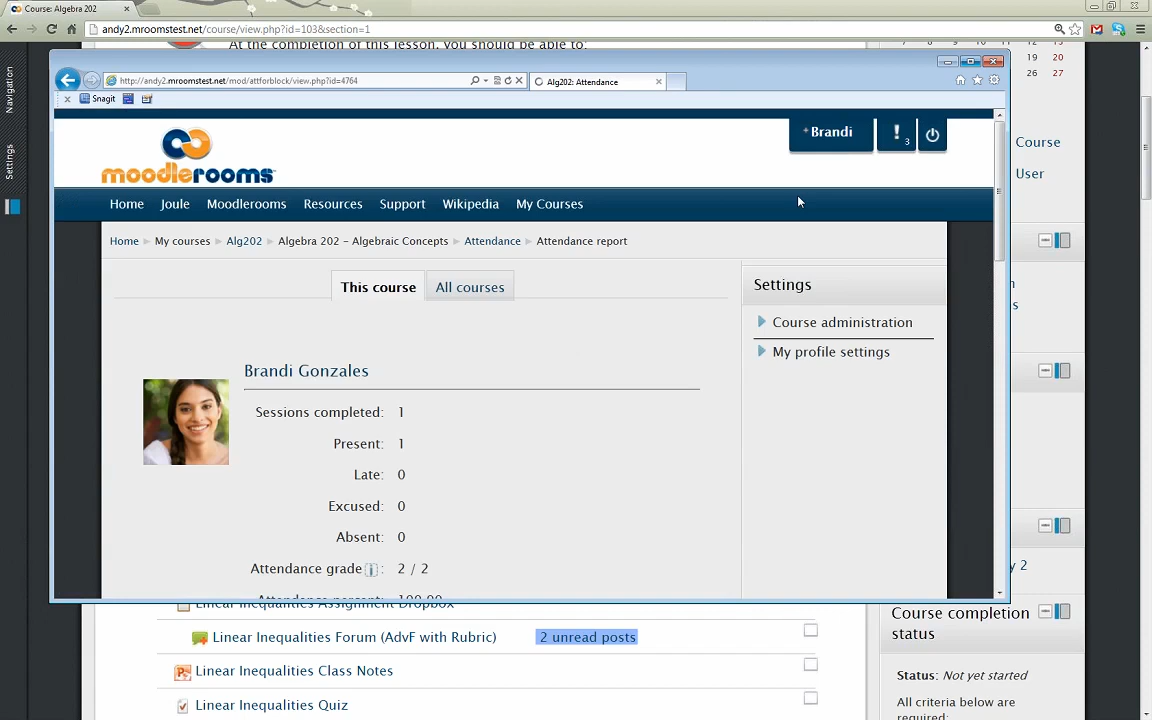 Course: Algebra 202
andy2.mroomstest.net/course/view.php?id=103&section=1
At the completion of this lesson, you should be able to:
Navigation
Settings
http://andy2.mroomstest.net/mod/attforblock/view.php?id=4764
Alg202: Attendance
Snagit
moodlerooms
* Brandi
! 3
Home Joule Moodlerooms Resources Support Wikipedia My Courses
Home My courses Alg202 Algebra 202 - Algebraic Concepts Attendance Attendance report
This course All courses
Settings
Course administration
My profile settings
Brandi Gonzales
Sessions completed: 1
Present: 1
Late: 0
Excused: 0
Absent: 0
Attendance grade i : 2 / 2
Attendance percent: 100.00
19 20
26 27
Course
User
s
y 2
Linear Inequalities Assignment Dropbox
Linear Inequalities Forum (AdvF with Rubric) 2 unread posts
Linear Inequalities Class Notes
Linear Inequalities Quiz
Course completion
status
Status: Not yet started
All criteria below are
required: